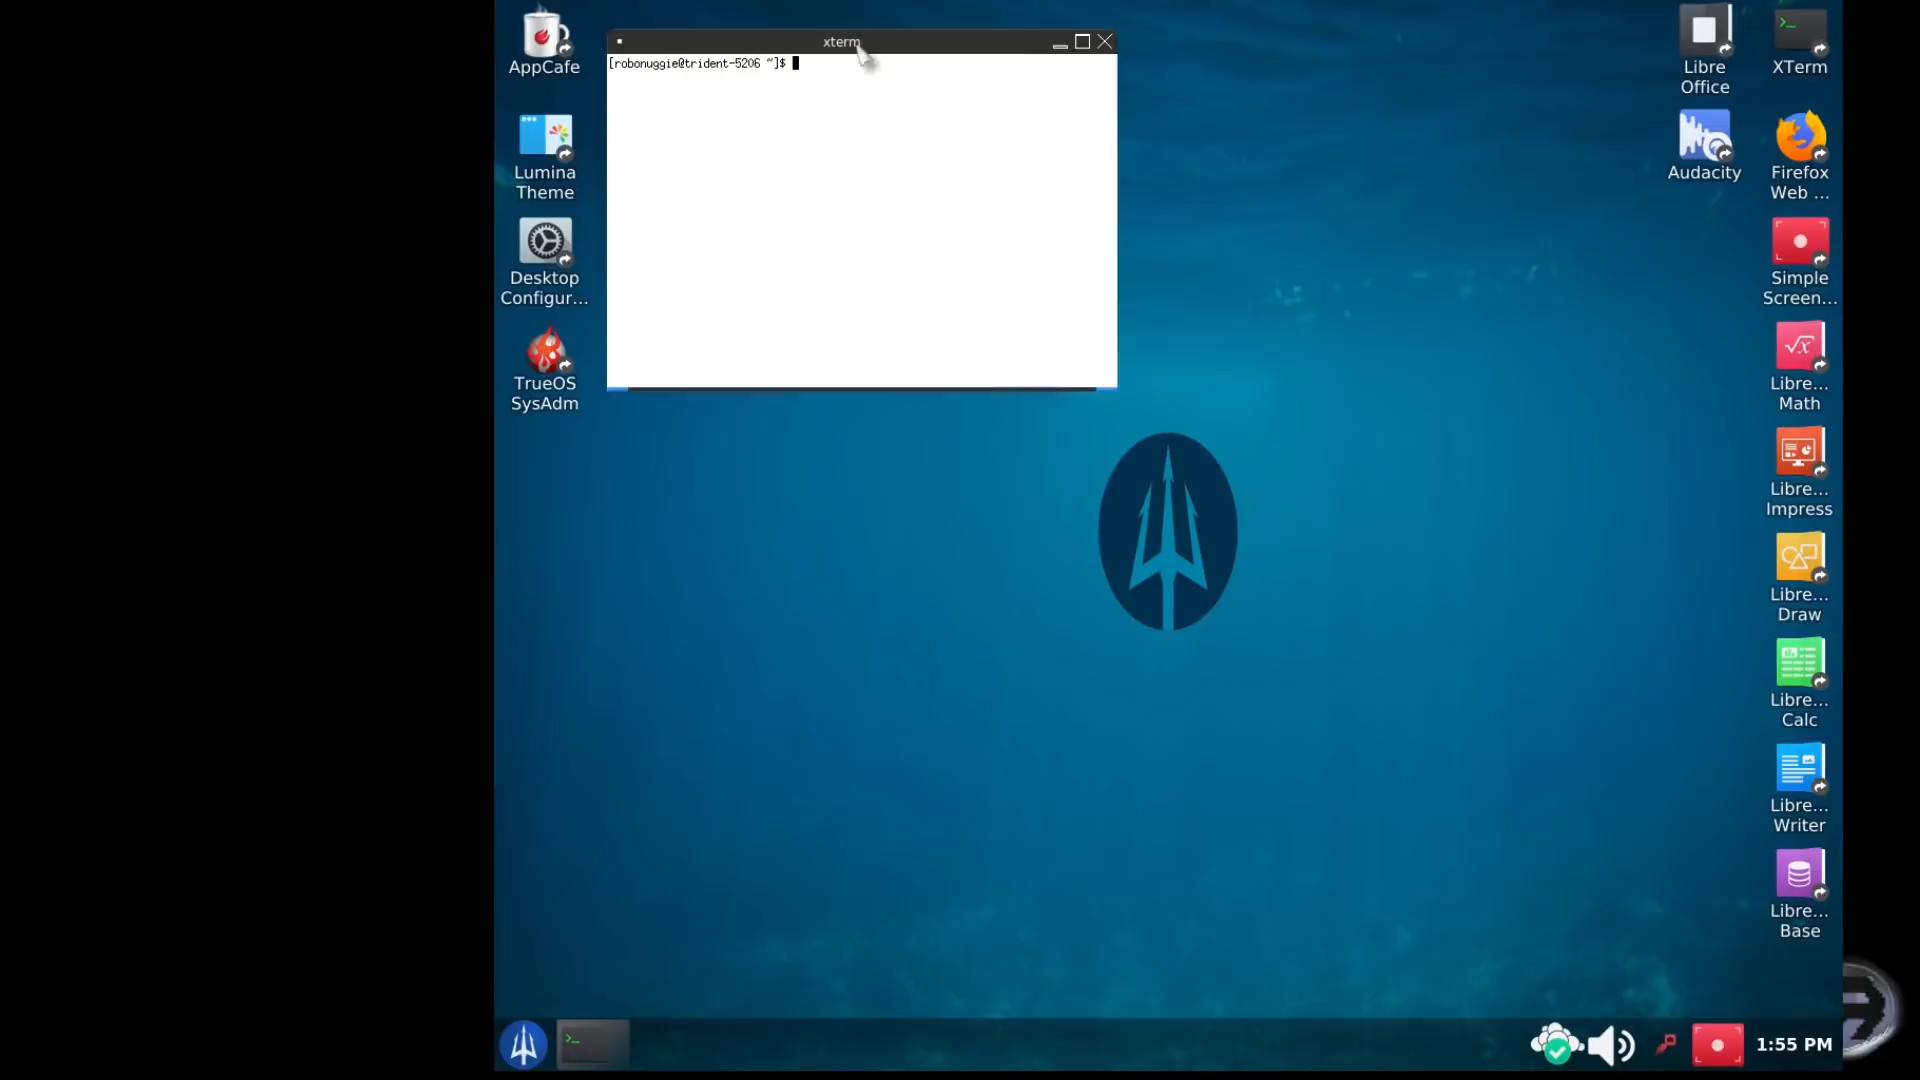 AppCafe
Lumina
Theme
Desktop
Configur...
TrueOS
SysAdm
xterm
[robonuggie@trident-5206 ~]$
Libre
Office
XTerm
Audacity
Firefox
Web ...
Simple
Screen...
Libre...
Math
Libre...
Impress
Libre...
Draw
Libre...
Calc
Libre...
Writer
Libre...
Base
1:55 PM